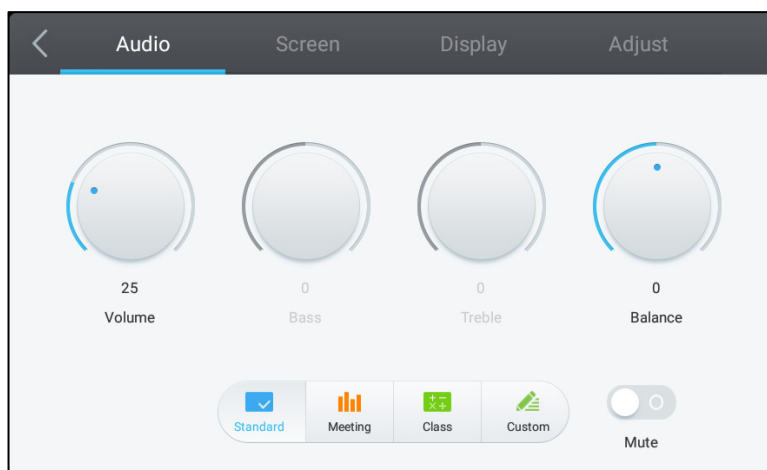 Audio Screen Display Adjust
25 0 0 0
Volume Bass Treble Balance
Standard Meeting Class Custom
Mute